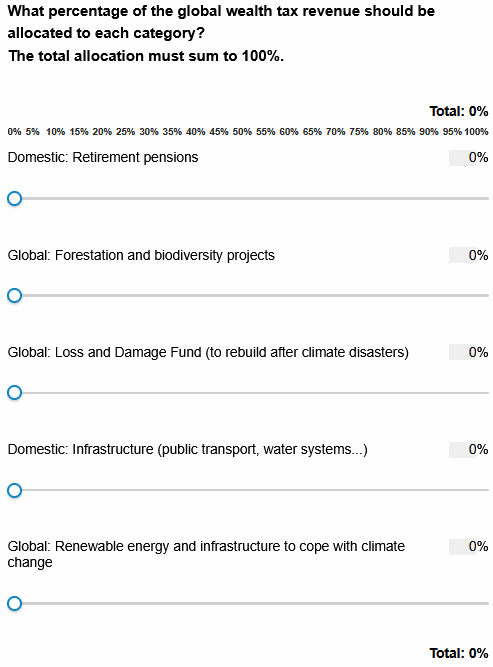 What percentage of the global wealth tax revenue should be
allocated to each category?
The total allocation must sum to 100%.
Total: 0%
0% 5% 10% 15% 20% 25% 30% 35% 40% 45% 50% 55% 60% 65% 70% 75% 80% 85% 90% 95% 100%
Domestic: Retirement pensions 0%
Global: Forestation and biodiversity projects 0%
Global: Loss and Damage Fund (to rebuild after climate disasters) 0%
Domestic: Infrastructure (public transport, water systems...) 0%
Global: Renewable energy and infrastructure to cope with climate 0%
change
Total: 0%